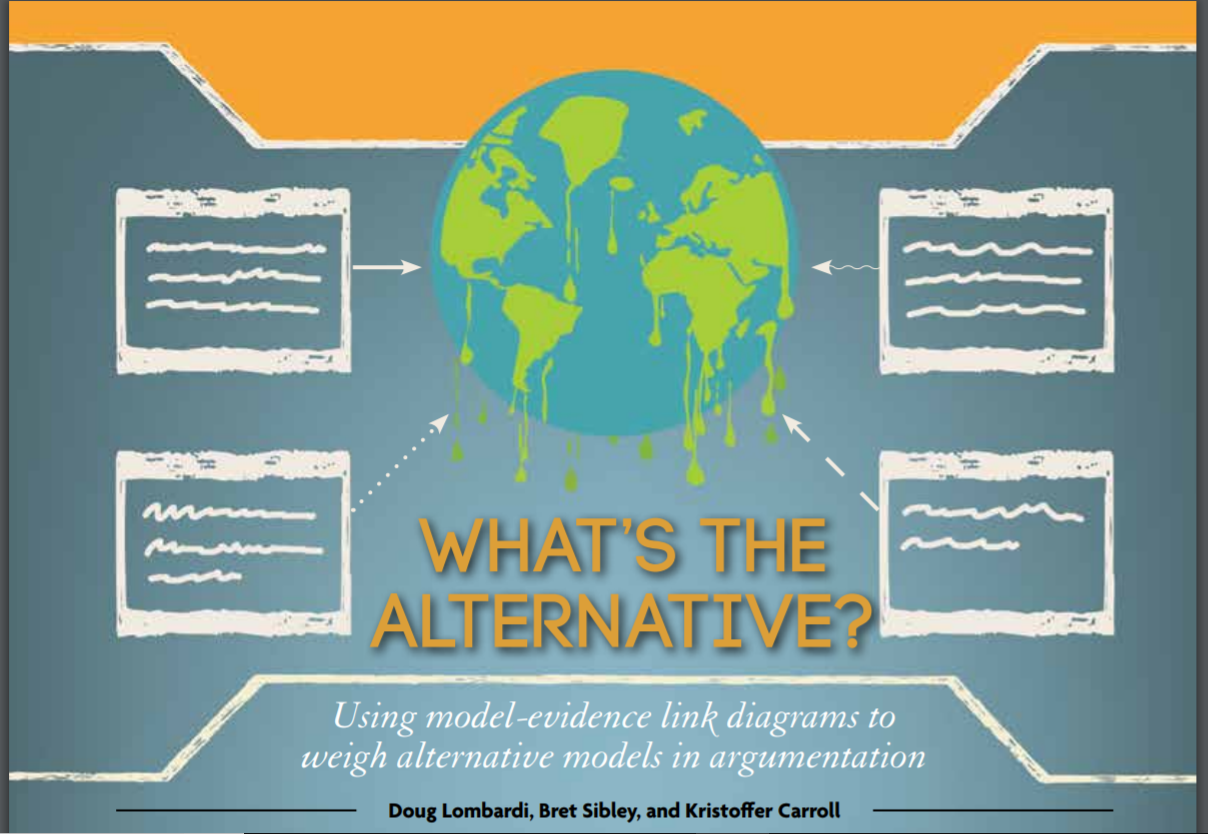 WHAT'S THE
ALTERNATIVE?
Using model-evidence link diagrams to
weigh alternative models in argumentation
Doug Lombardi, Bret Sibley, and Kristoffer Carroll